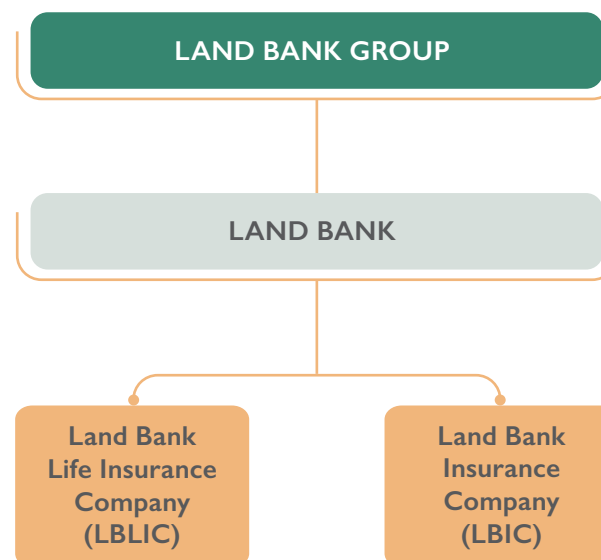 LAND BANK GROUP
LAND BANK
Land Bank
Life Insurance
Company
(LBLIC)
Land Bank
Insurance
Company
(LBIC)